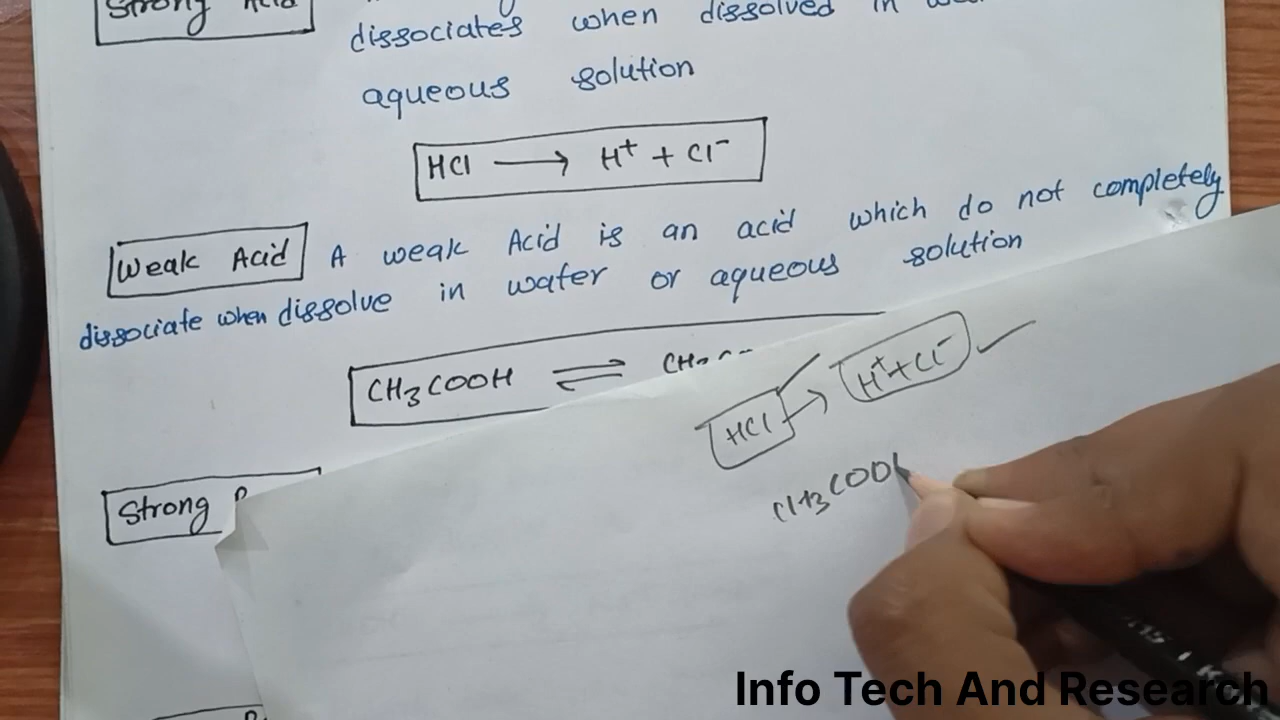 Strong Acid
dissociates when dissolved in
aqueous solution
HCl ⟶ H⁺ + Cl⁻
Weak Acid A weak Acid is an acid which do not completely
dissociate when dissolve in water or aqueous solution
CH₃COOH ⇌
HCl → H⁺ + Cl⁻
CH₃COO
Strong
Info Tech And Research